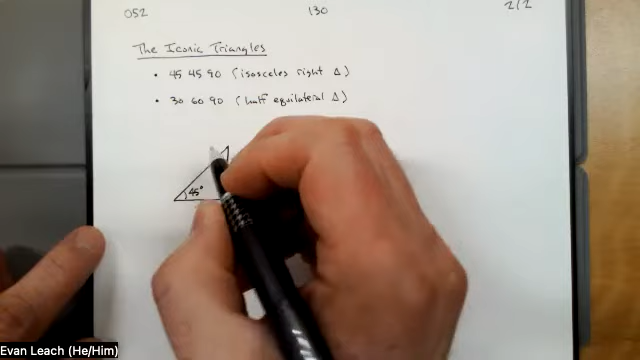 052 130 2/2
The Iconic Triangles
• 45 45 90 (isosceles right Δ)
• 30 60 90 (half equilateral Δ)
45°
Evan Leach (He/Him)